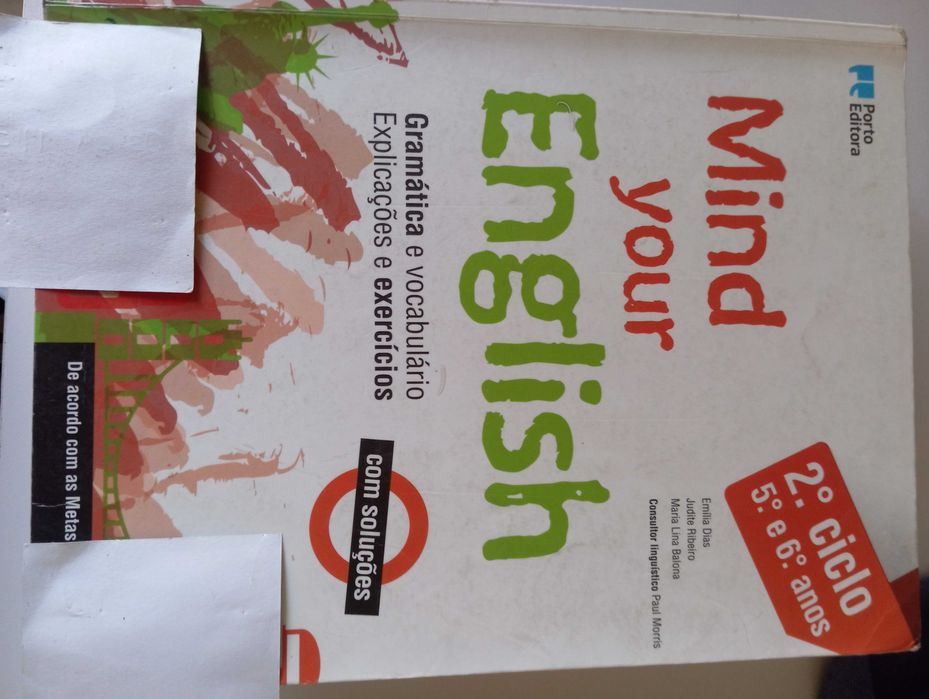 Porto
Editora
Mind
your
English
2.º ciclo
5.º e 6.º anos
Emília Dias
Judite Ribeiro
Maria Lina Balona
Consultor linguístico Paul Morris
Gramática e vocabulário
Explicações e exercícios
com soluções
De acordo com as Metas